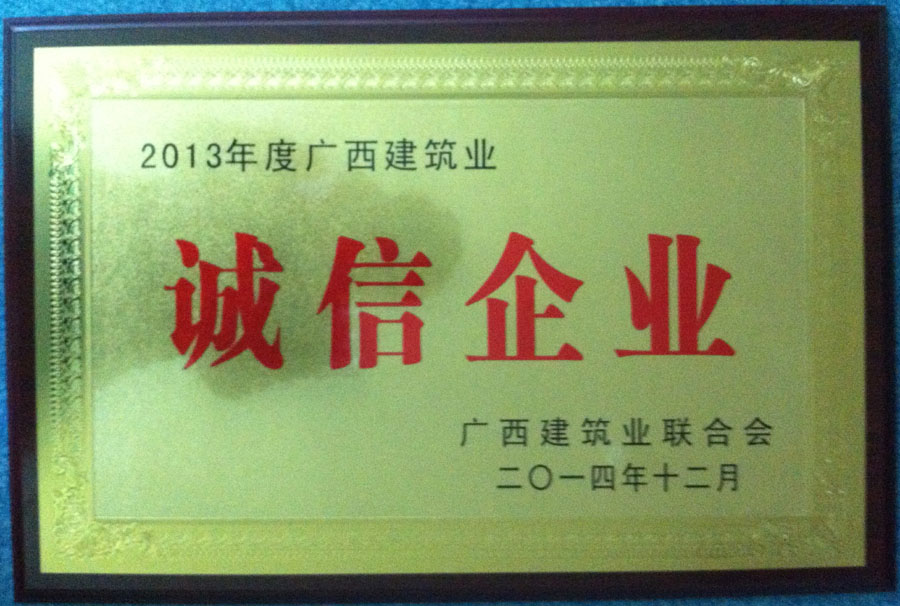 2013年度广西建筑业
诚信企业
广西建筑业联合会
二〇一四年十二月